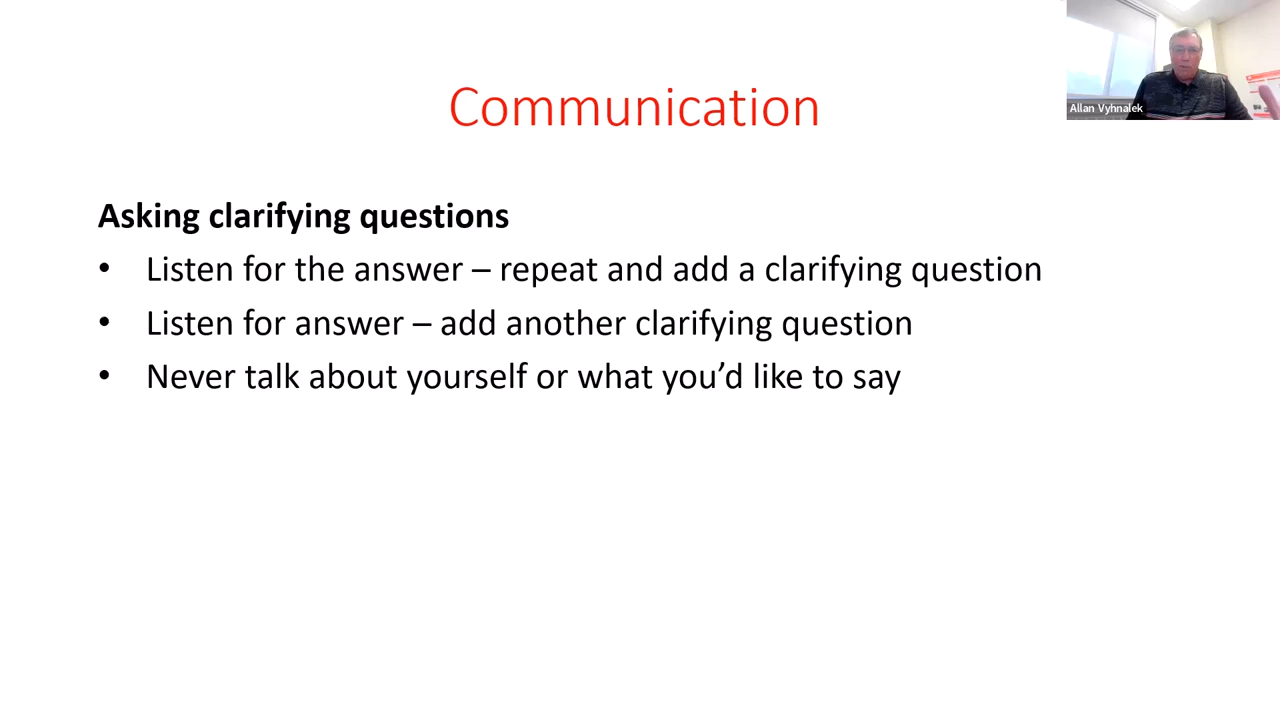 Communication
Allan Vyhnalek
Asking clarifying questions
• Listen for the answer – repeat and add a clarifying question
• Listen for answer – add another clarifying question
• Never talk about yourself or what you’d like to say